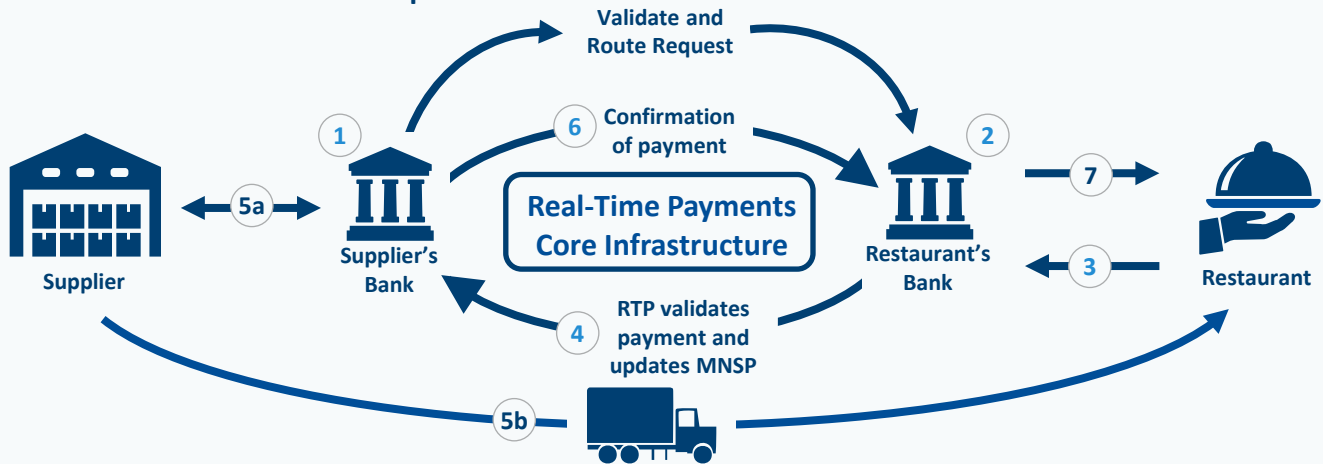 Validate and
Route Request
1
6
Confirmation
of payment
2
5a
7
Real-Time Payments
Core Infrastructure
Supplier's
Bank
Restaurant's
Bank
3
Supplier
Restaurant
4
RTP validates
payment and
updates MNSP
5b